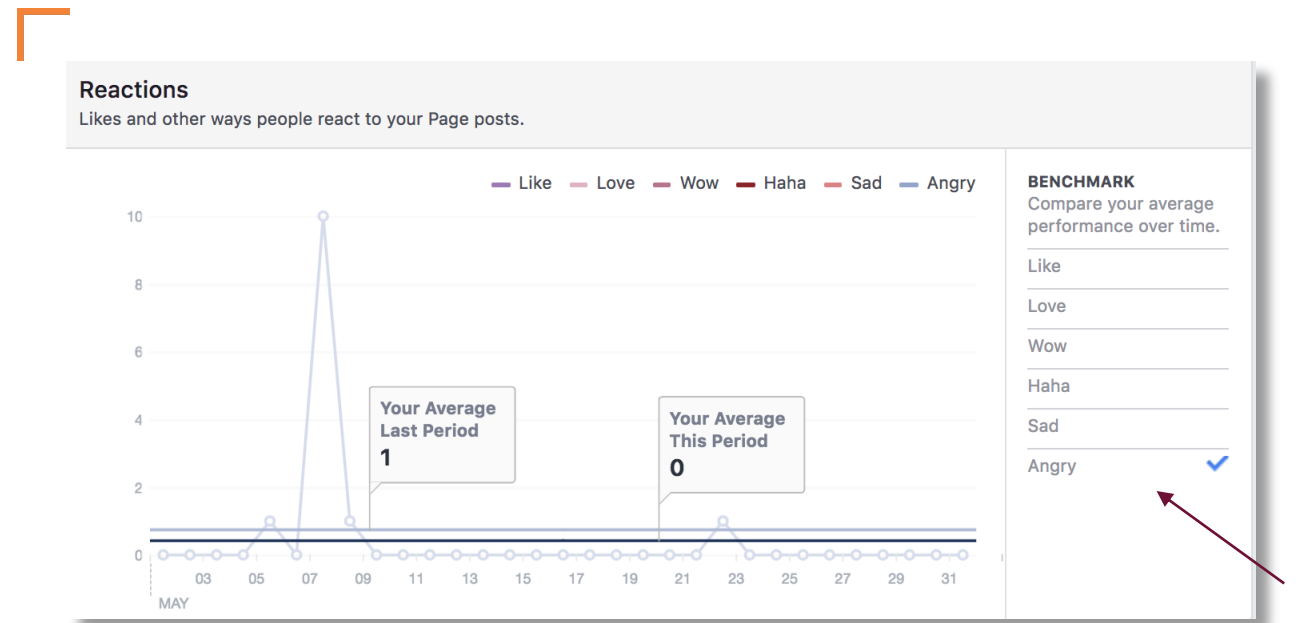 Reactions
Likes and other ways people react to your Page posts.
Like Love Wow Haha Sad Angry
10
8
6
4
2
0
Your Average
Last Period
1
Your Average
This Period
0
03 05 07 09 11 13 15 17 19 21 23 25 27 29 31
MAY
BENCHMARK
Compare your average
performance over time.
Like
Love
Wow
Haha
Sad
Angry